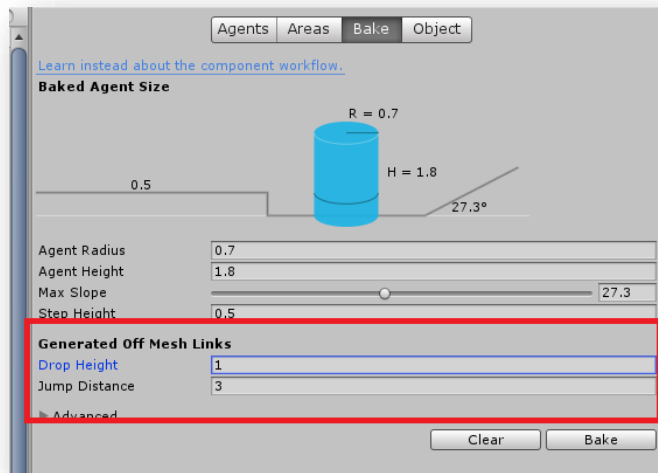 Agents Areas Bake Object
Learn instead about the component workflow.
Baked Agent Size
R = 0.7
0.5
H = 1.8
27.3°
Agent Radius 0.7
Agent Height 1.8
Max Slope 27.3
Step Height 0.5
Generated Off Mesh Links
Drop Height 1
Jump Distance 3
Advanced
Clear Bake